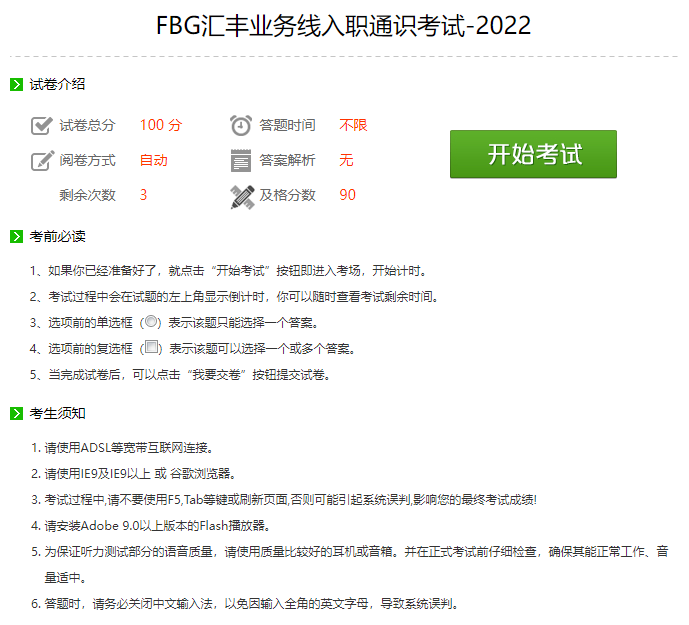 FBG汇丰业务线入职通识考试-2022
试卷介绍
试卷总分 100 分 答题时间 不限
阅卷方式 自动 答案解析 无
开始考试
剩余次数 3 及格分数 90
考前必读
1、如果你已经准备好了，就点击“开始考试”按钮即进入考场，开始计时。
2、考试过程中会在试题的左上角显示倒计时，你可以随时查看考试剩余时间。
3、选项前的单选框（）表示该题只能选择一个答案。
4、选项前的复选框（）表示该题可以选择一个或多个答案。
5、当完成试卷后，可以点击“我要交卷”按钮提交试卷。
考生须知
1. 请使用ADSL等宽带互联网连接。
2. 请使用IE9及IE9以上 或 谷歌浏览器。
3. 考试过程中,请不要使用F5,Tab等键或刷新页面,否则可能引起系统误判,影响您的最终考试成绩!
4. 请安装Adobe 9.0以上版本的Flash播放器。
5. 为保证听力测试部分的语音质量，请使用质量比较好的耳机或音箱。并在正式考试前仔细检查，确保其能正常工作、音
量适中。
6. 答题时，请务必关闭中文输入法，以免因输入全角的英文字母，导致系统误判。